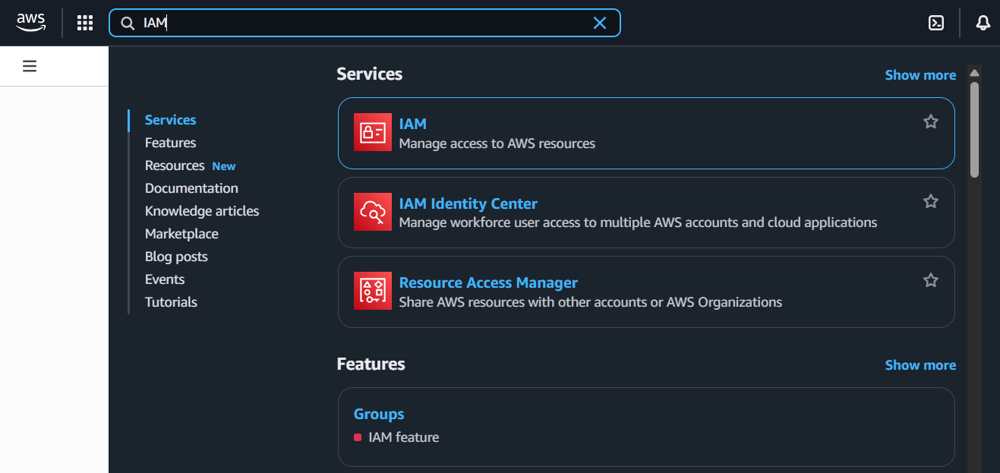 aws
IAM
Services
Features
Resources New
Documentation
Knowledge articles
Marketplace
Blog posts
Events
Tutorials
Services
Show more
IAM
Manage access to AWS resources
IAM Identity Center
Manage workforce user access to multiple AWS accounts and cloud applications
Resource Access Manager
Share AWS resources with other accounts or AWS Organizations
Features
Show more
Groups
IAM feature